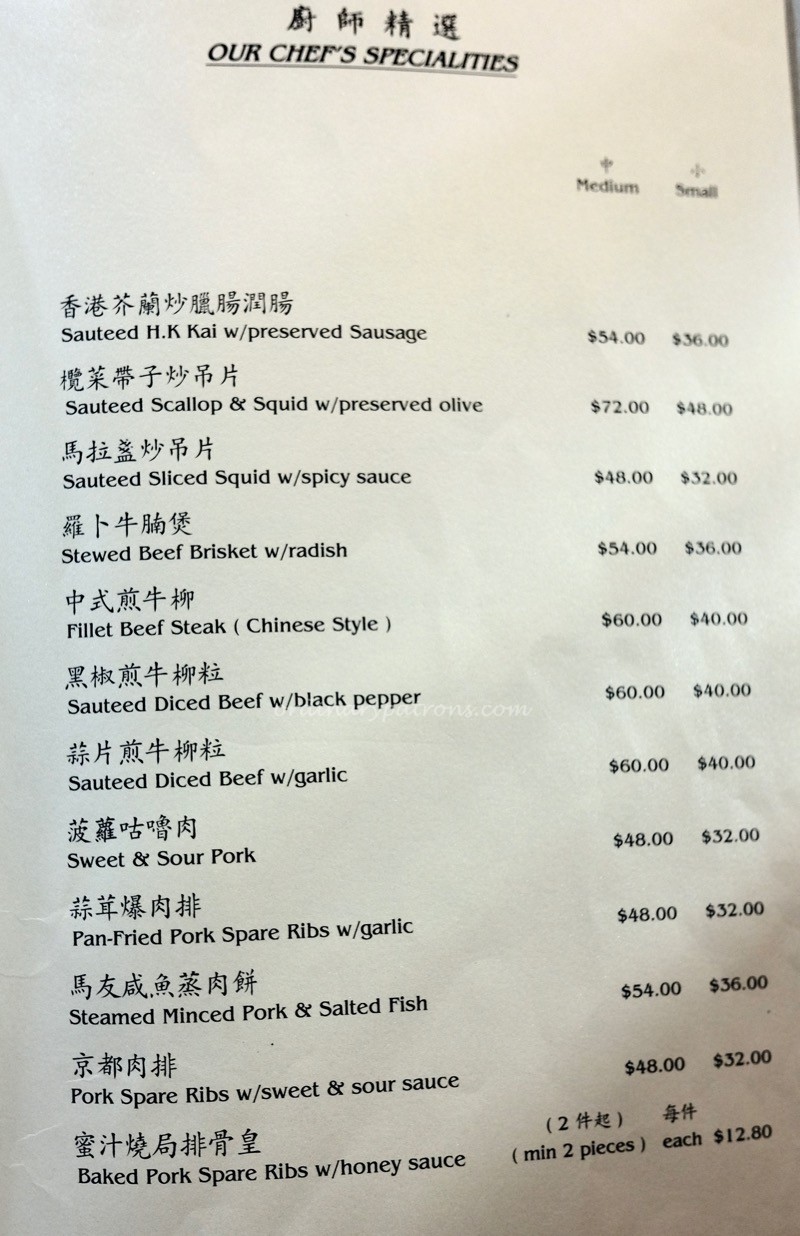 廚師精選
OUR CHEF'S SPECIALITIES
中 小
Medium Small
香港芥蘭炒臘腸潤腸
Sauteed H.K Kai w/preserved Sausage $54.00 $36.00
欖菜帶子炒吊片
Sauteed Scallop & Squid w/preserved olive $72.00 $48.00
馬拉盞炒吊片
Sauteed Sliced Squid w/spicy sauce $48.00 $32.00
羅卜牛腩煲
Stewed Beef Brisket w/radish $54.00 $36.00
中式煎牛柳
Fillet Beef Steak ( Chinese Style ) $60.00 $40.00
黑椒煎牛柳粒
Sauteed Diced Beef w/black pepper $60.00 $40.00
蒜片煎牛柳粒
Sauteed Diced Beef w/garlic $60.00 $40.00
菠蘿咕嚕肉
Sweet & Sour Pork $48.00 $32.00
蒜茸爆肉排
Pan-Fried Pork Spare Ribs w/garlic $48.00 $32.00
馬友咸魚蒸肉餅
Steamed Minced Pork & Salted Fish $54.00 $36.00
京都肉排
Pork Spare Ribs w/sweet & sour sauce $48.00 $32.00
蜜汁燒局排骨皇 ( 2 件起 ) 每件
Baked Pork Spare Ribs w/honey sauce ( min 2 pieces ) each $12.80